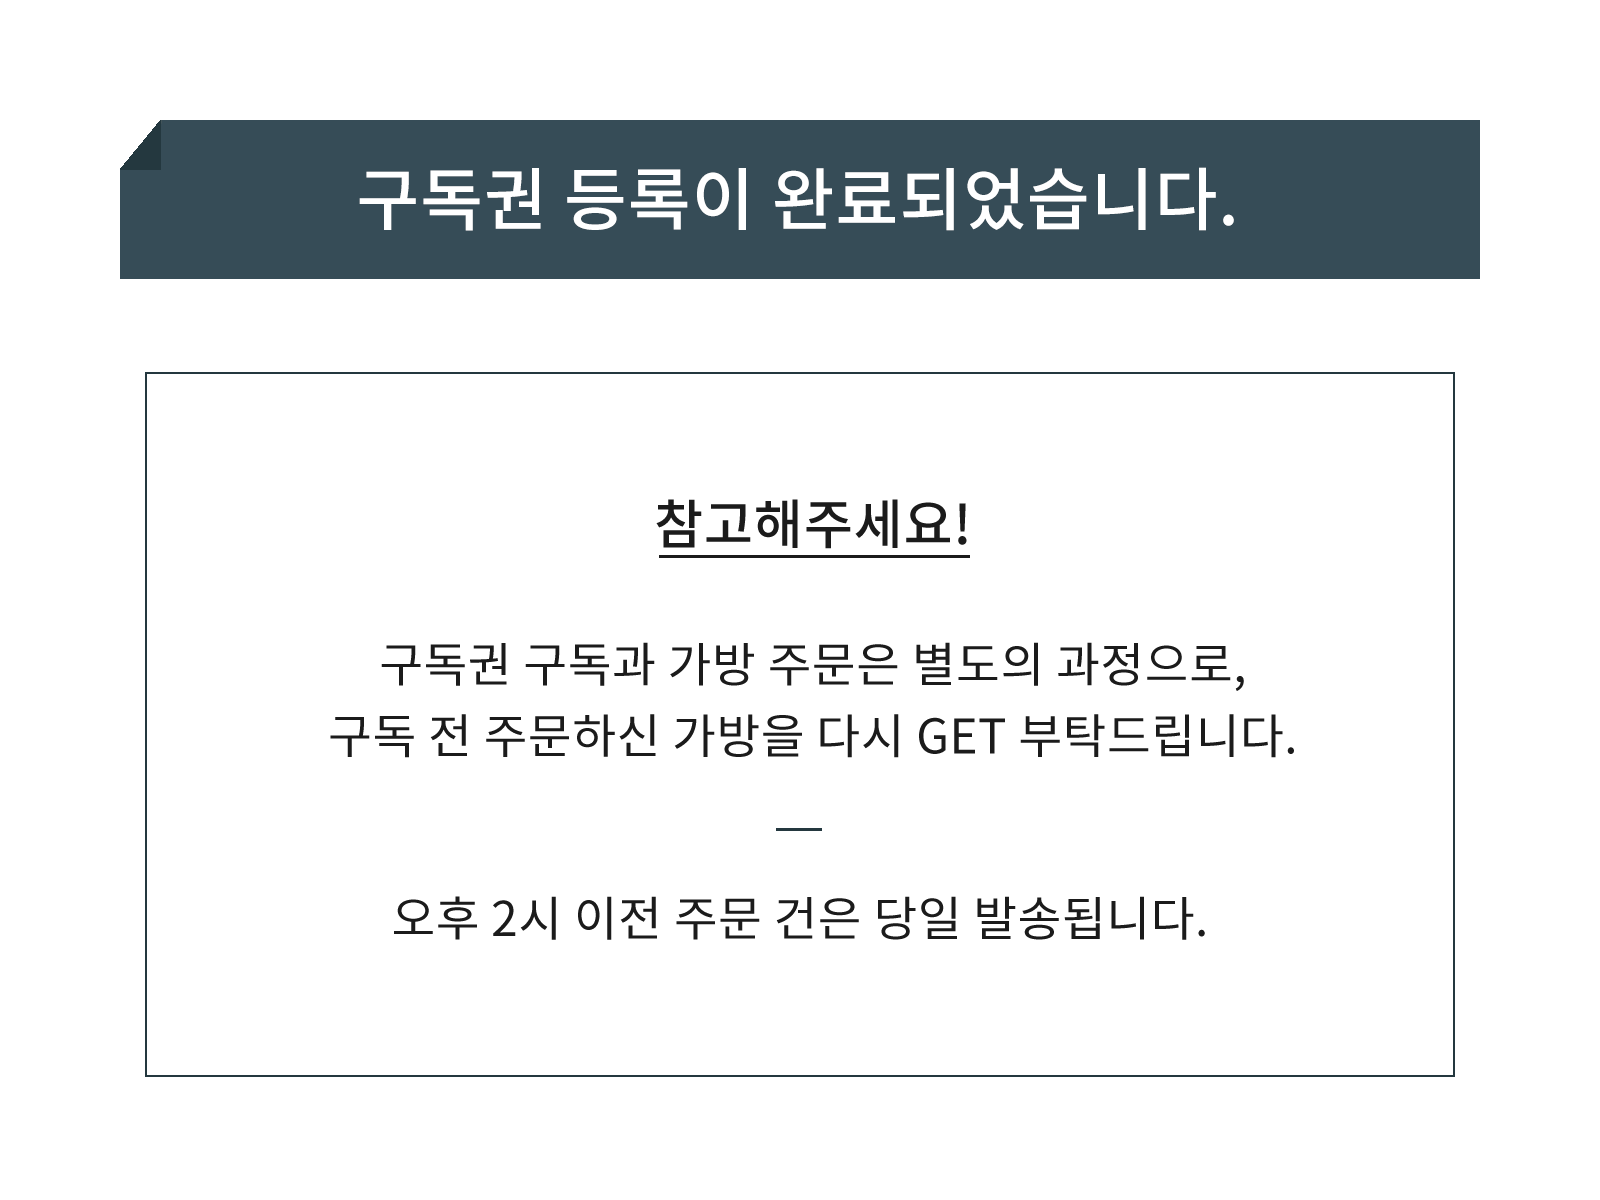 구독권 등록이 완료되었습니다.
참고해주세요!
구독권 구독과 가방 주문은 별도의 과정으로,
구독 전 주문하신 가방을 다시 GET 부탁드립니다.
오후 2시 이전 주문 건은 당일 발송됩니다.